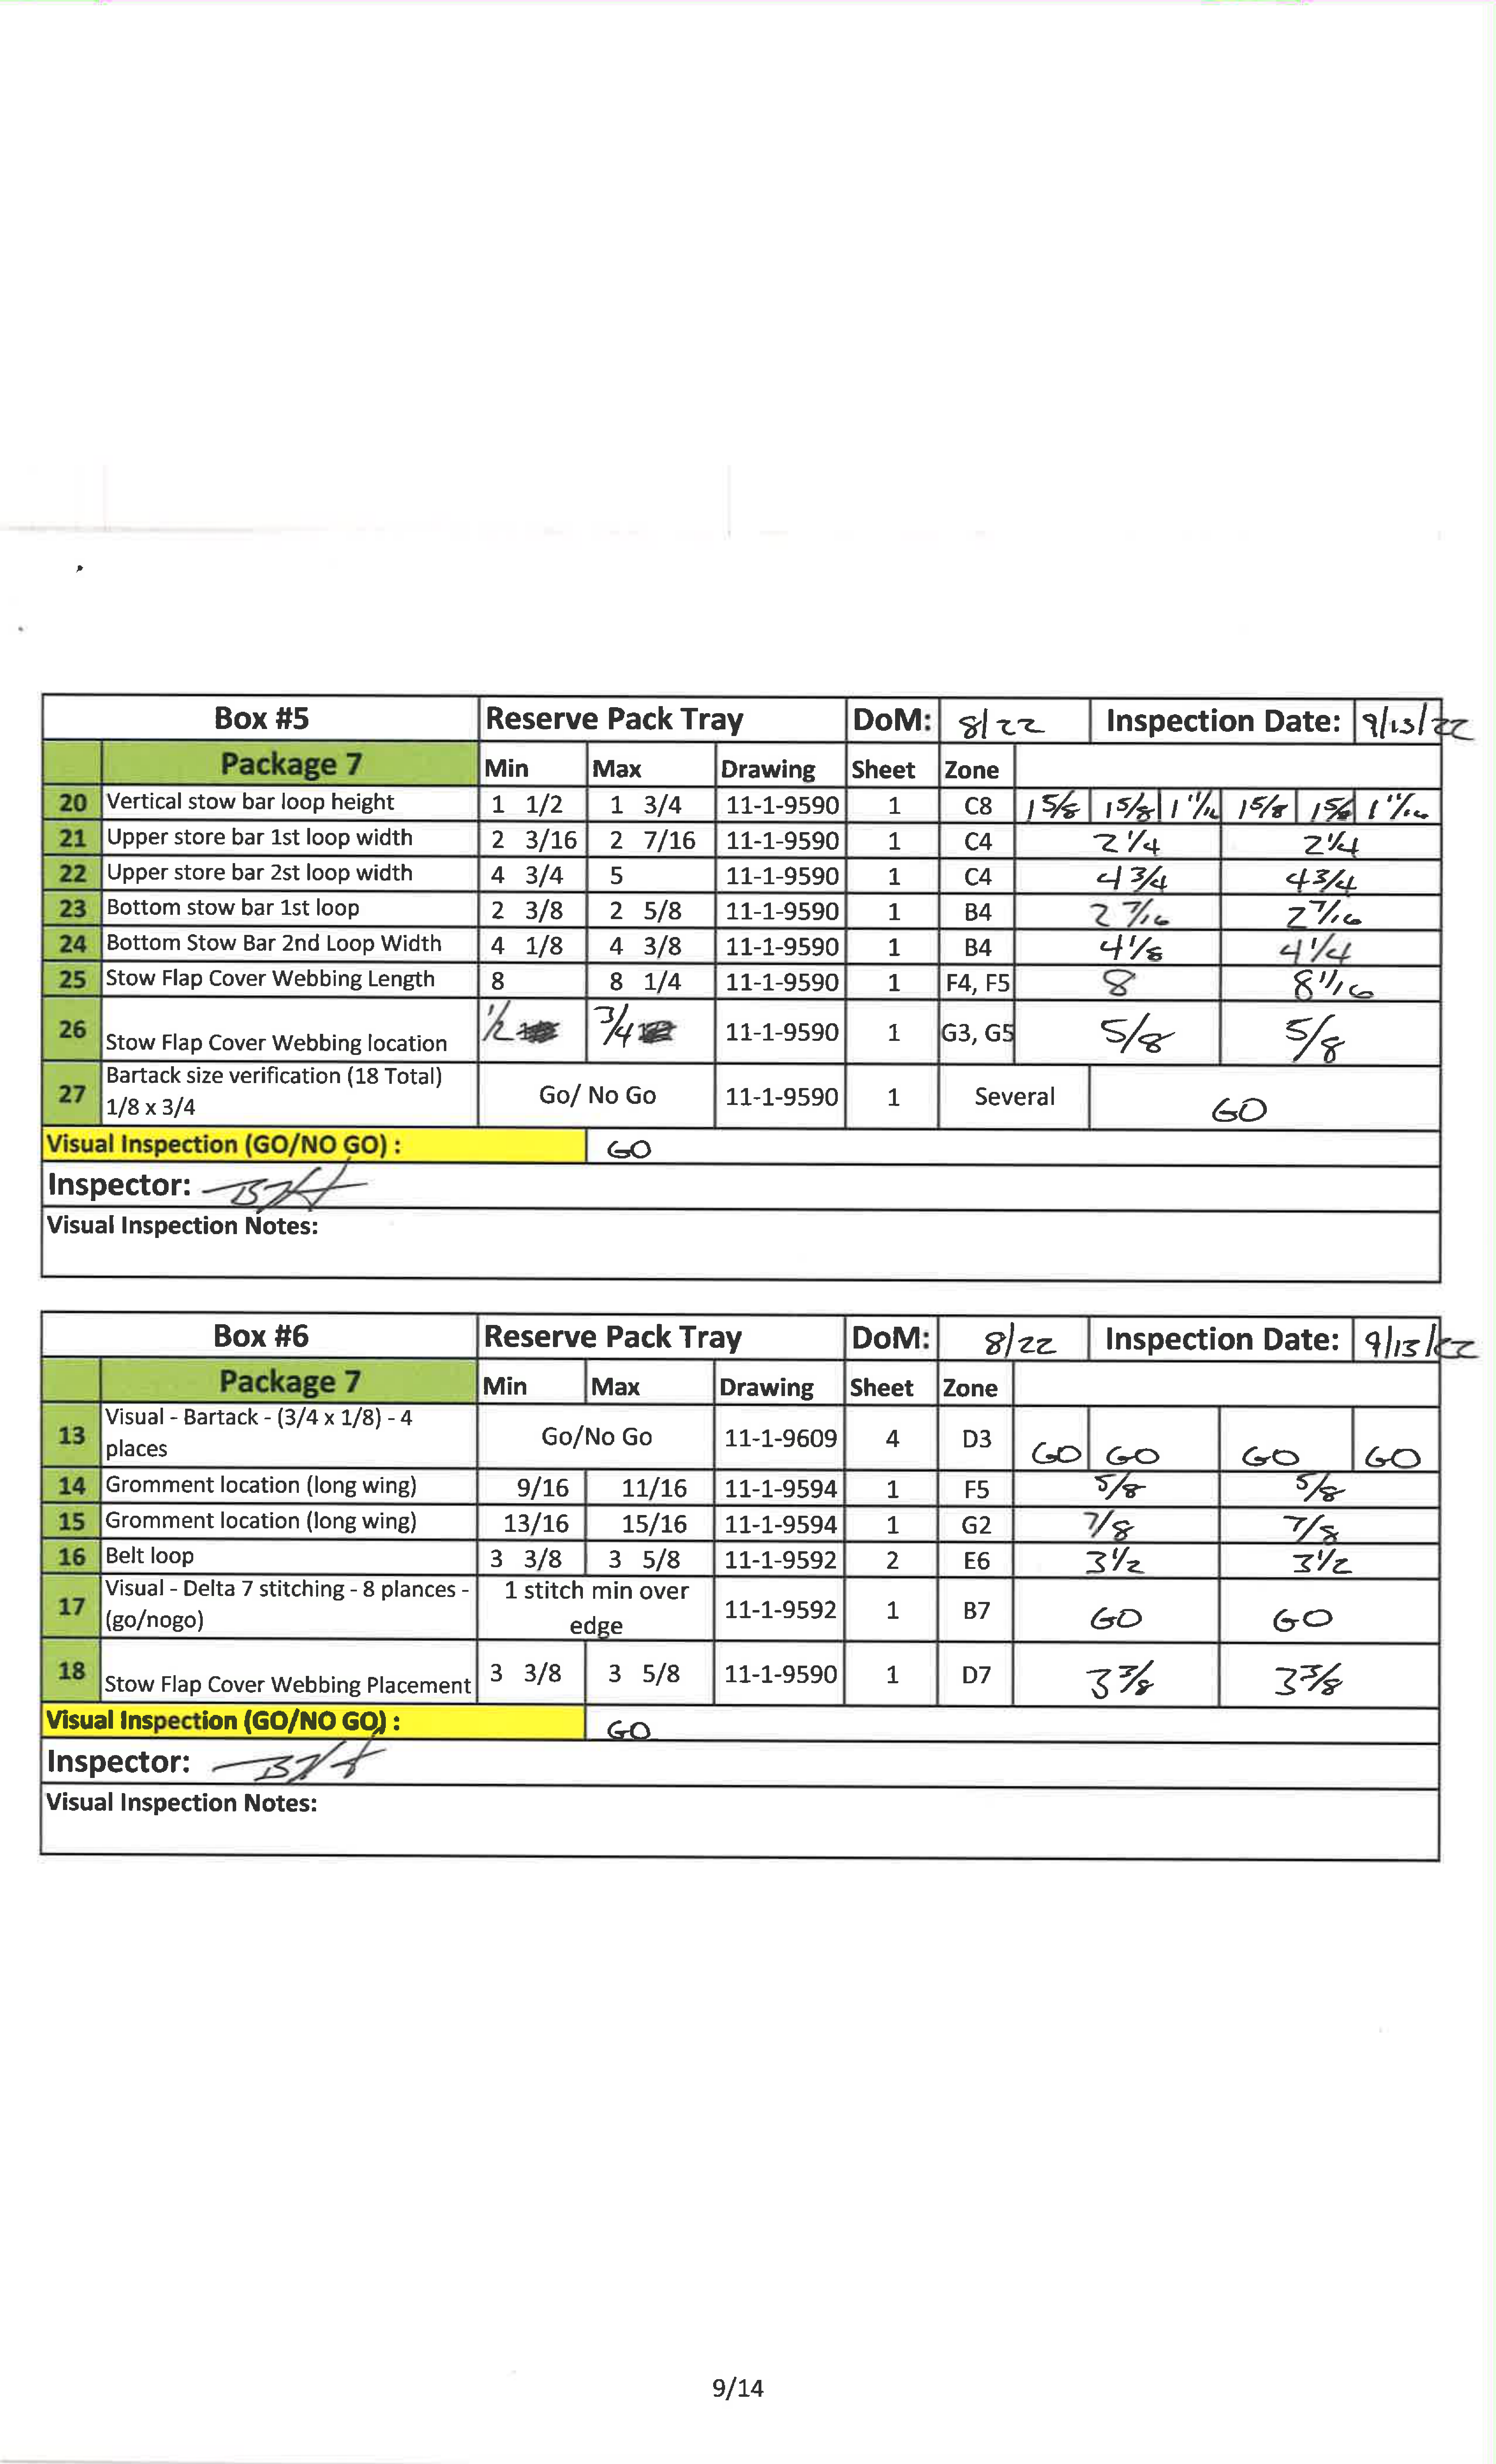 Box #5 Reserve Pack Tray DoM: 8/22 Inspection Date: 9/13/22
Package 7 Min Max Drawing Sheet Zone
20 Vertical stow bar loop height 1 1/2 1 3/4 11-1-9590 1 C8 1 5/8 1 5/8 1 11/16 1 5/8 1 5/8 1 11/16
21 Upper store bar 1st loop width 2 3/16 2 7/16 11-1-9590 1 C4 2 1/4 2 1/4
22 Upper store bar 2st loop width 4 3/4 5 11-1-9590 1 C4 4 3/4 4 3/4
23 Bottom stow bar 1st loop 2 3/8 2 5/8 11-1-9590 1 B4 2 7/16 2 7/16
24 Bottom Stow Bar 2nd Loop Width 4 1/8 4 3/8 11-1-9590 1 B4 4 1/8 4 1/4
25 Stow Flap Cover Webbing Length 8 8 1/4 11-1-9590 1 F4, F5 8 8 1/16
26 Stow Flap Cover Webbing location 1/2 3/4 11-1-9590 1 G3, G5 5/8 5/8
27 Bartack size verification (18 Total)
1/8 x 3/4 Go/ No Go 11-1-9590 1 Several GO
Visual Inspection (GO/NO GO) : GO
Inspector:
Visual Inspection Notes:
Box #6 Reserve Pack Tray DoM: 8/22 Inspection Date: 9/13/22
Package 7 Min Max Drawing Sheet Zone
13 Visual - Bartack - (3/4 x 1/8) - 4
places Go/No Go 11-1-9609 4 D3 GO GO GO GO
14 Gromment location (long wing) 9/16 11/16 11-1-9594 1 F5 5/8 5/8
15 Gromment location (long wing) 13/16 15/16 11-1-9594 1 G2 7/8 7/8
16 Belt loop 3 3/8 3 5/8 11-1-9592 2 E6 3 1/2 3 1/2
17 Visual - Delta 7 stitching - 8 plances -
(go/nogo) 1 stitch min over
edge 11-1-9592 1 B7 GO GO
18 Stow Flap Cover Webbing Placement 3 3/8 3 5/8 11-1-9590 1 D7 3 3/8 3 3/8
Visual Inspection (GO/NO GO) : GO
Inspector:
Visual Inspection Notes:
9/14